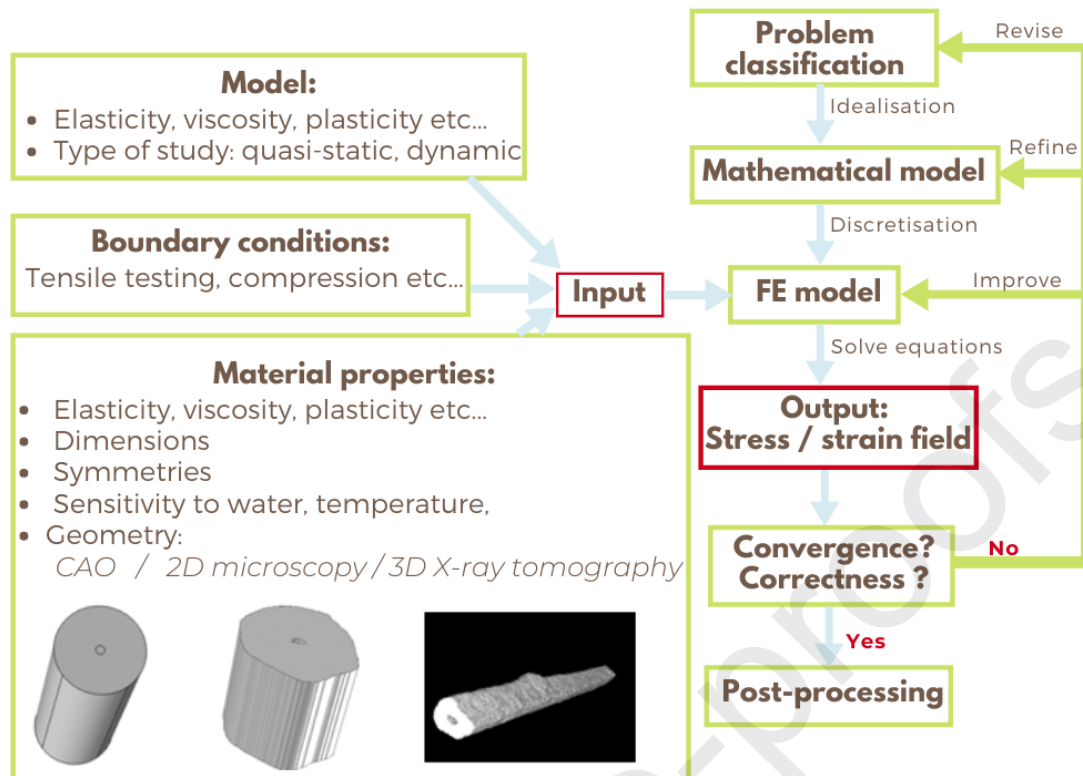 Model:
• Elasticity, viscosity, plasticity etc...
• Type of study: quasi-static, dynamic
Boundary conditions:
Tensile testing, compression etc...
Material properties:
• Elasticity, viscosity, plasticity etc...
• Dimensions
• Symmetries
• Sensitivity to water, temperature,
• Geometry:
CAO / 2D microscopy / 3D X-ray tomography
Input
Problem
classification
Revise
Idealisation
Mathematical model
Refine
Discretisation
FE model
Improve
Solve equations
Output:
Stress / strain field
Convergence?
Correctness ?
No
Yes
Post-processing
-proofs